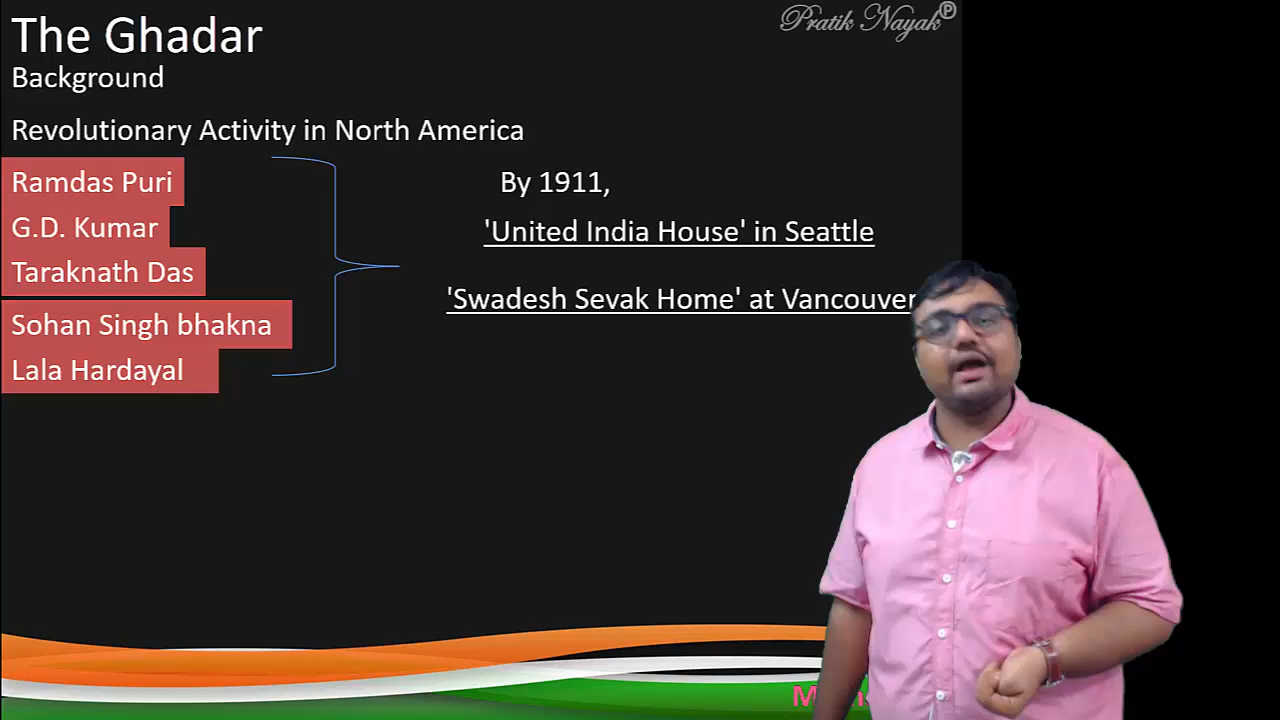 The Ghadar
Pratik Nayak
Background
Revolutionary Activity in North America
Ramdas Puri
G.D. Kumar
Taraknath Das
Sohan Singh bhakna
Lala Hardayal
By 1911,
'United India House' in Seattle
'Swadesh Sevak Home' at Vancouver